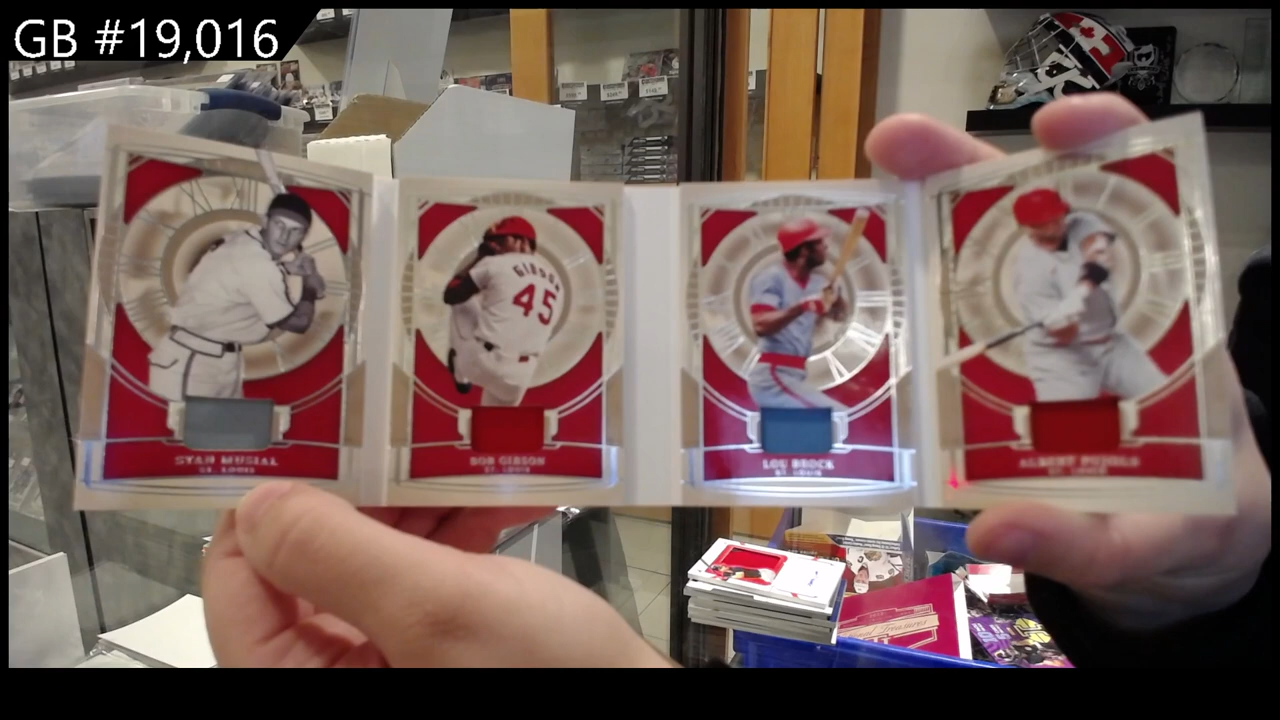 GB #19,016
GIBSON
45
STAN MUSIAL
ST. LOUIS
BOB GIBSON
ST. LOUIS
LOU BROCK
ST. LOUIS
ALBERT PUJOLS
ST. LOUIS
Treasures